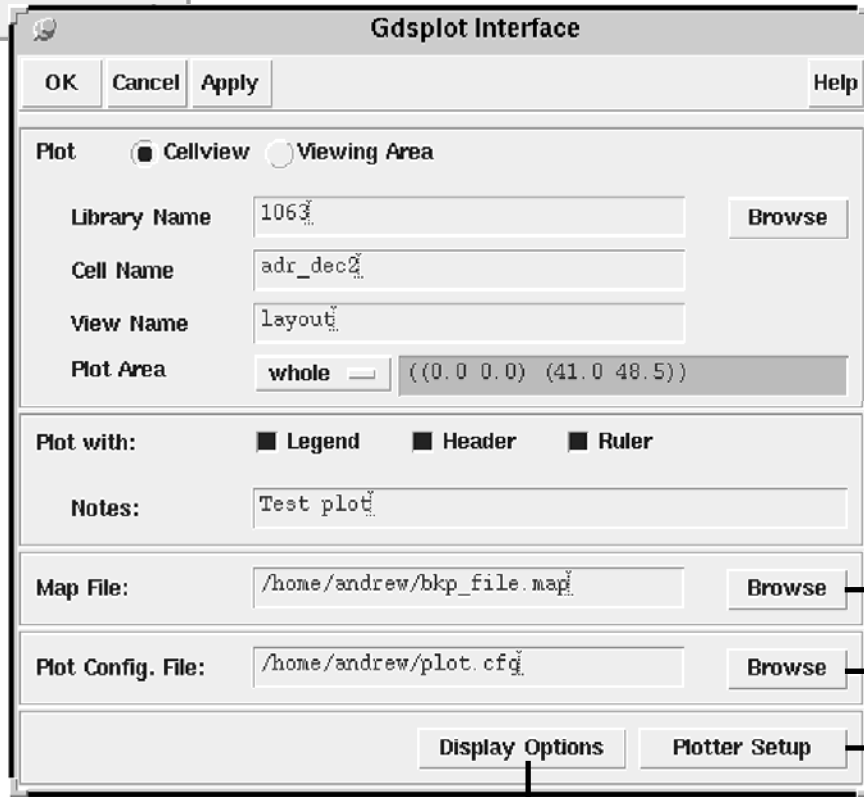 Gdsplot Interface
OK Cancel Apply Help
Plot Cellview Viewing Area
Library Name 1063 Browse
Cell Name adr_dec2
View Name layout
Plot Area whole ((0.0 0.0) (41.0 48.5))
Plot with: Legend Header Ruler
Notes: Test plot
Map File: /home/andrew/bkp_file.map Browse
Plot Config. File: /home/andrew/plot.cfg Browse
Display Options Plotter Setup